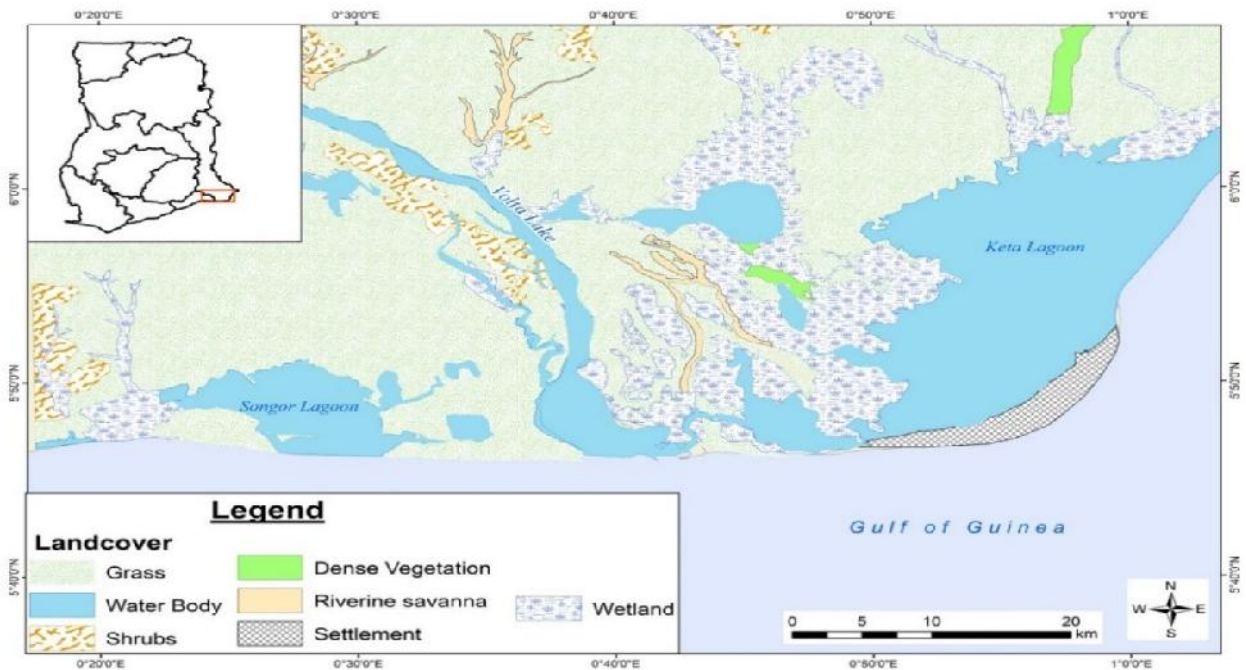 0°20'0"E 0°30'0"E 0°40'0"E 0°50'0"E 1°0'0"E
6°0'0"N 6°0'0"N
Volta Lake
Keta Lagoon
5°50'0"N 5°50'0"N
Songor Lagoon
Gulf of Guinea
5°40'0"N 5°40'0"N
Legend
Landcover
Grass
Water Body
Shrubs
Dense Vegetation
Riverine savanna
Settlement
Wetland
0 5 10 20
km
N
W E
S
0°20'0"E 0°30'0"E 0°40'0"E 0°50'0"E 1°0'0"E